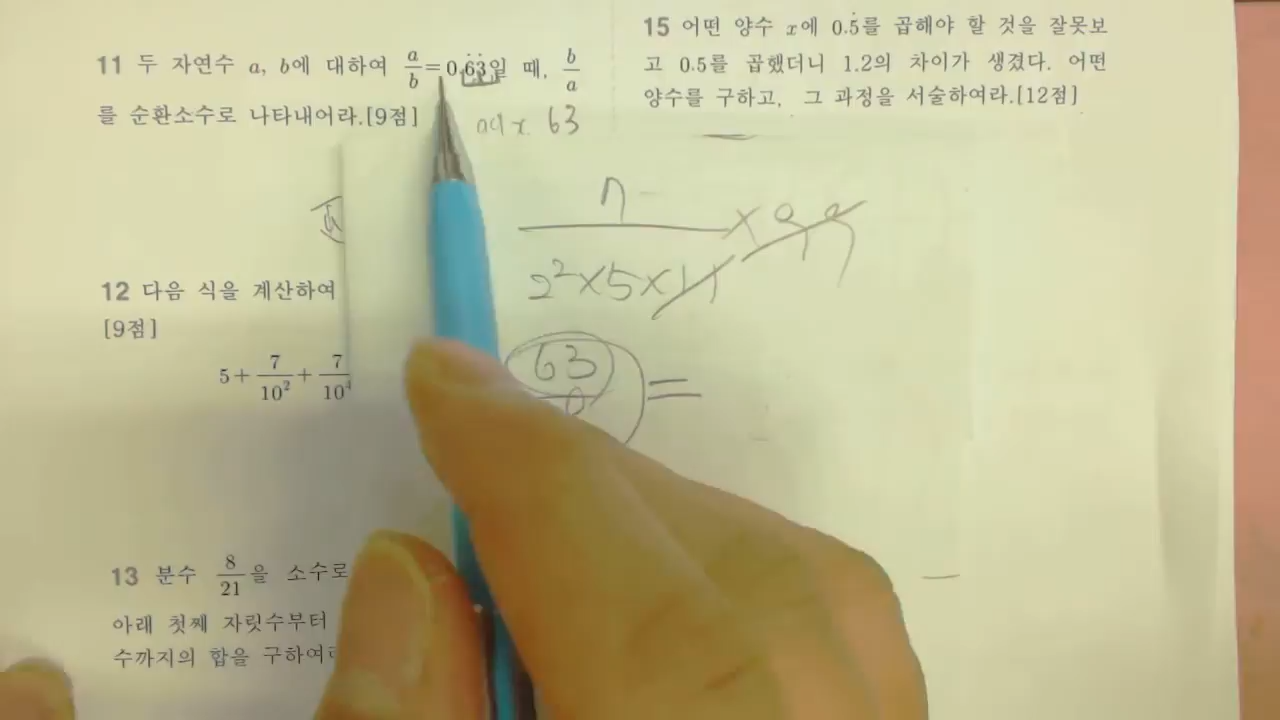 11 두 자연수 a, b에 대하여 a/b=0.6̇3̇일 때, b/a
를 순환소수로 나타내어라.[9점]
99x 63
12 다음 식을 계산하여
[9점]
5+7/10²+7/10⁴
13 분수 8/21을 소수로
아래 첫째 자릿수부터
수까지의 합을 구하여
15 어떤 양수 x에 0.5̇를 곱해야 할 것을 잘못보
고 0.5를 곱했더니 1.2의 차이가 생겼다. 어떤
양수를 구하고, 그 과정을 서술하여라.[12점]
n/2²×5×11 ×99
63
=